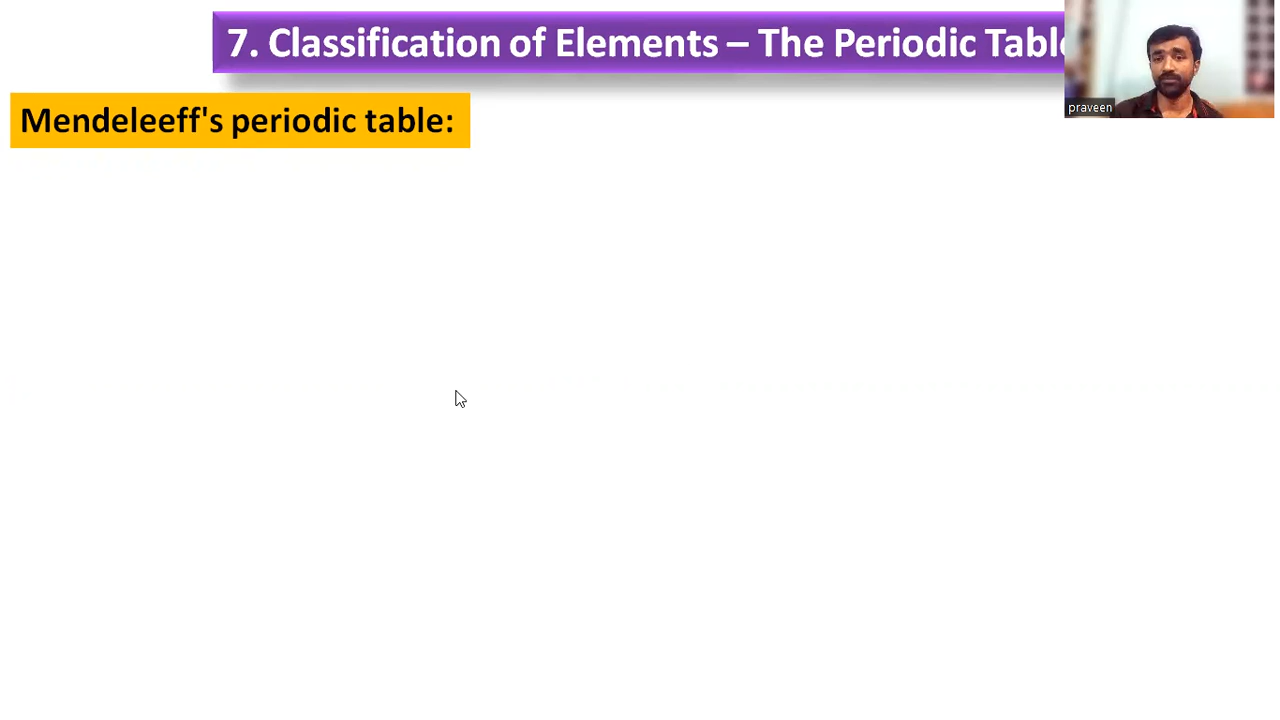 7. Classification of Elements – The Periodic Table
praveen
Mendeleeff's periodic table: